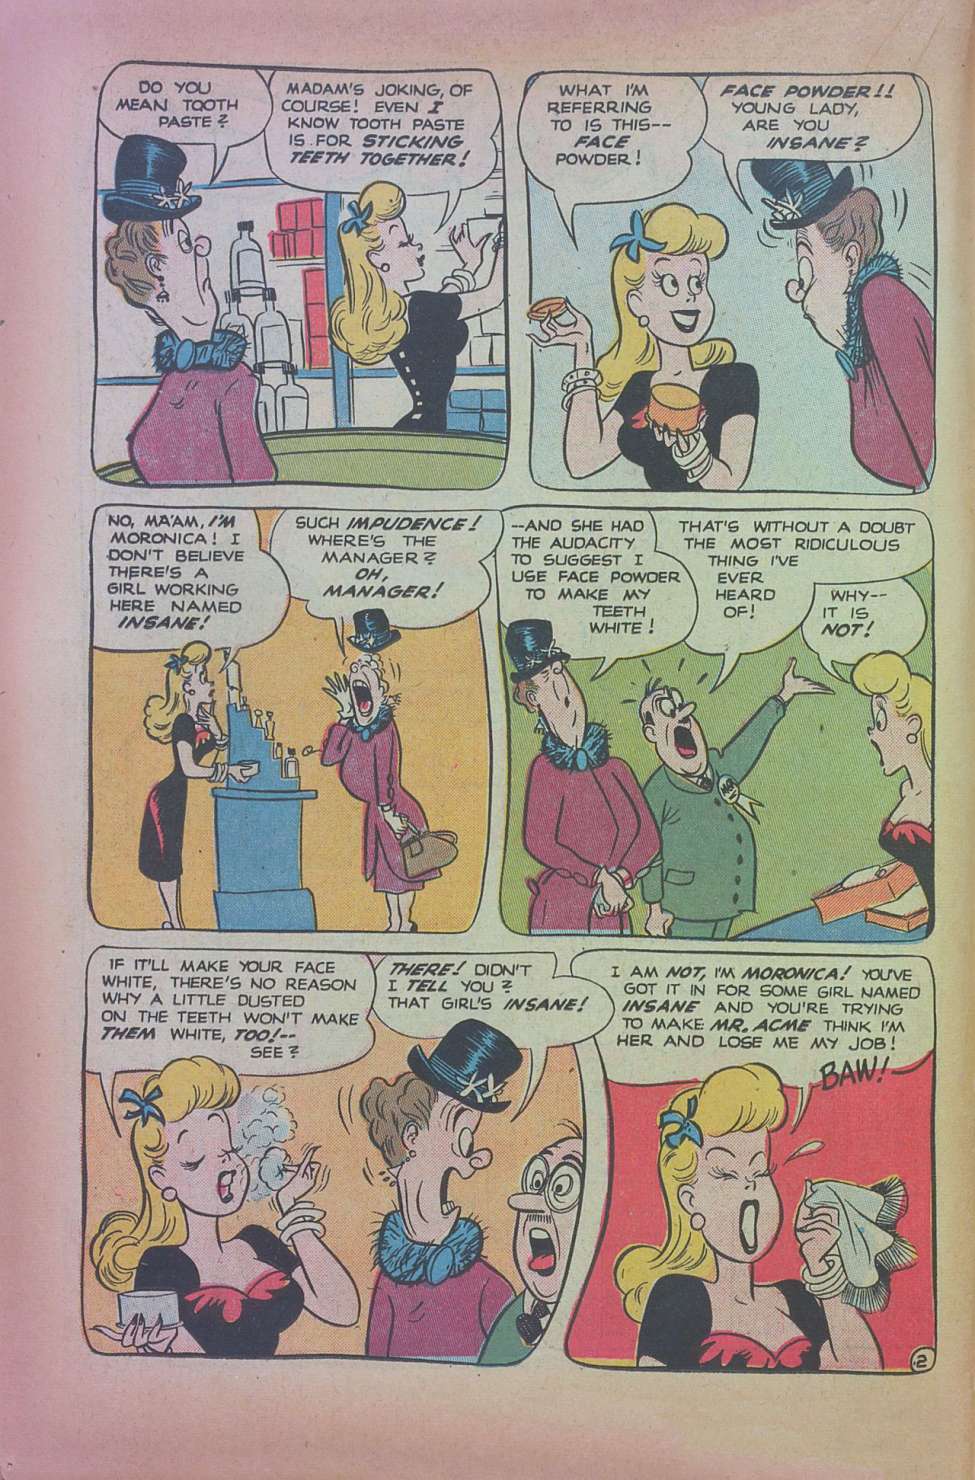 DO YOU
MEAN TOOTH
PASTE?
MADAM'S JOKING, OF
COURSE! EVEN I
KNOW TOOTH PASTE
IS FOR STICKING
TEETH TOGETHER!
WHAT I'M
REFERRING
TO IS THIS--
FACE
POWDER!
FACE POWDER!!
YOUNG LADY,
ARE YOU
INSANE?
NO, MA'AM, I'M
MORONICA! I
DON'T BELIEVE
THERE'S A
GIRL WORKING
HERE NAMED
INSANE!
SUCH IMPUDENCE!
WHERE'S THE
MANAGER?
OH,
MANAGER!
--AND SHE HAD
THE AUDACITY
TO SUGGEST I
USE FACE POWDER
TO MAKE MY
TEETH
WHITE!
THAT'S WITHOUT A DOUBT
THE MOST RIDICULOUS
THING I'VE
EVER
HEARD
OF!
WHY--
IT IS
NOT!
MGR
IF IT'LL MAKE YOUR FACE
WHITE, THERE'S NO REASON
WHY A LITTLE DUSTED
ON THE TEETH WON'T MAKE
THEM WHITE, TOO!--
SEE?
THERE! DIDN'T
I TELL YOU?
THAT GIRL'S INSANE!
I AM NOT, I'M MORONICA! YOU'VE
GOT IT IN FOR SOME GIRL NAMED
INSANE AND YOU'RE TRYING
TO MAKE MR. ACME THINK I'M
HER AND LOSE ME MY JOB!
BAW!
2